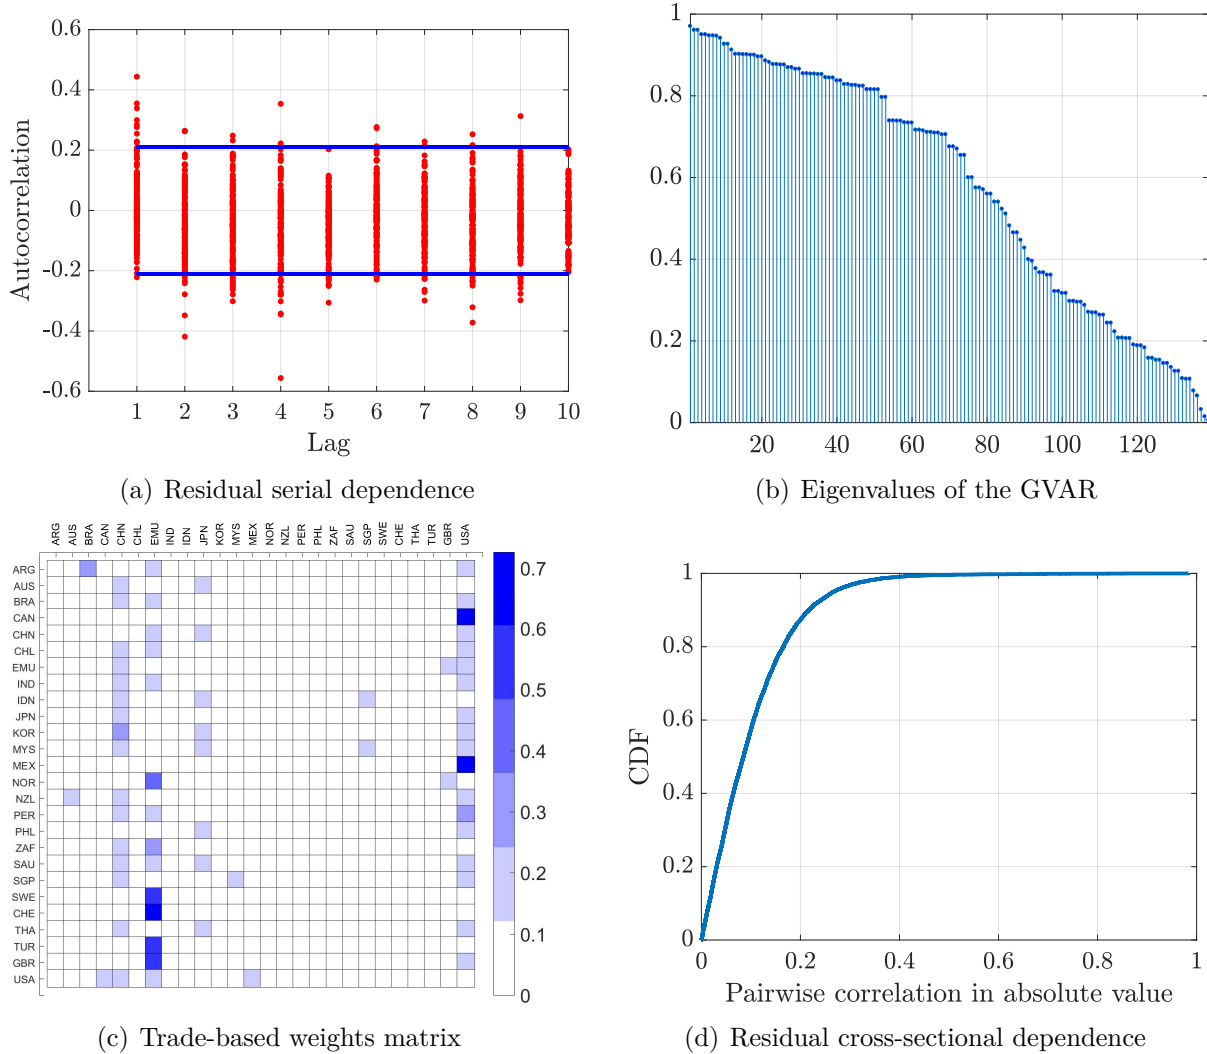 0.6
0.4
0.2
0
-0.2
-0.4
-0.6
Autocorrelation
1 2 3 4 5 6 7 8 9 10
Lag
(a) Residual serial dependence
1
0.8
0.6
0.4
0.2
0
20 40 60 80 100 120
(b) Eigenvalues of the GVAR
ARG AUS BRA CAN CHN CHL EMU IND IDN JPN KOR MYS MEX NOR NZL PER PHL ZAF SAU SGP SWE CHE THA TUR GBR USA
ARG
AUS
BRA
CAN
CHN
CHL
EMU
IND
IDN
JPN
KOR
MYS
MEX
NOR
NZL
PER
PHL
ZAF
SAU
SGP
SWE
CHE
THA
TUR
GBR
USA
0.7
0.6
0.5
0.4
0.3
0.2
0.1
0
(c) Trade-based weights matrix
1
0.8
0.6
0.4
0.2
0
CDF
0 0.2 0.4 0.6 0.8 1
Pairwise correlation in absolute value
(d) Residual cross-sectional dependence